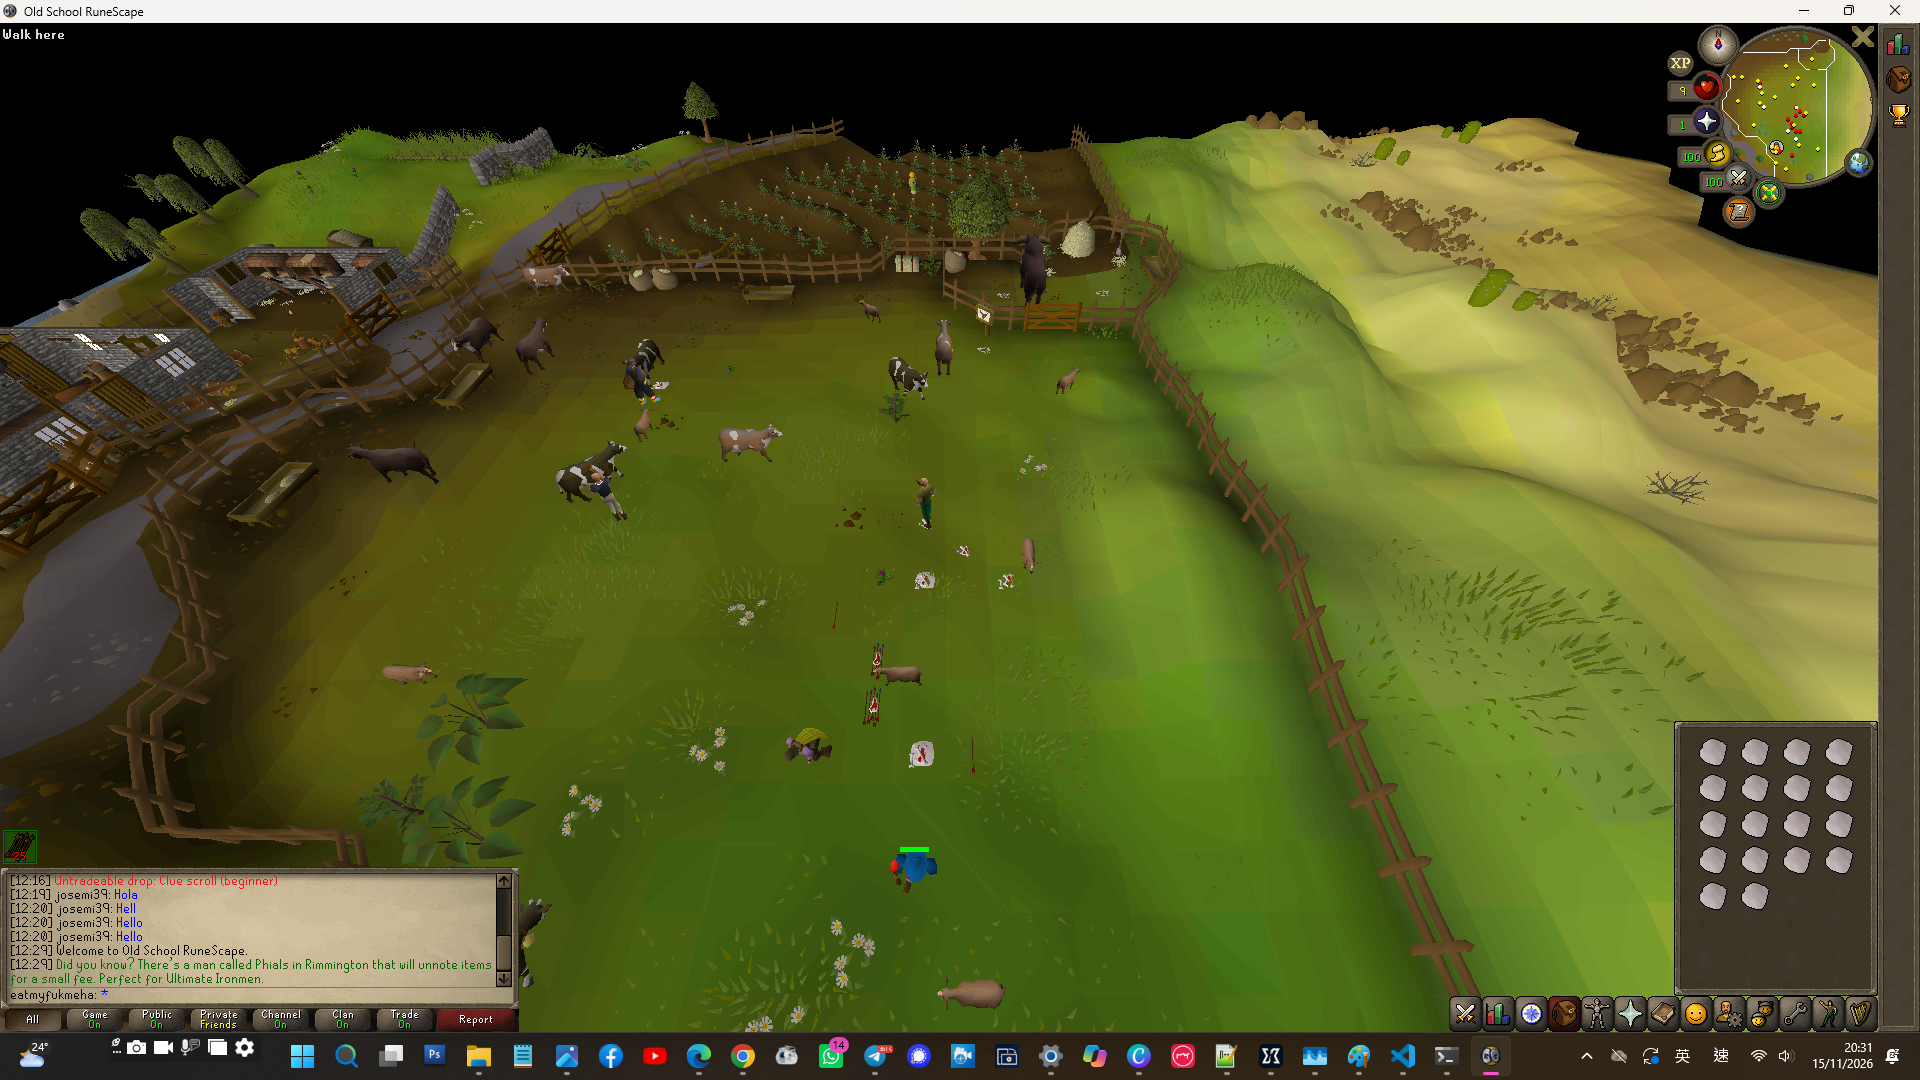 Old School RuneScape
Walk here
N
XP
9
1
100
100
25
[12:16] Untradeable drop: Clue scroll (beginner)
[12:19] josemi39: Hola
[12:20] josemi39: Hell
[12:20] josemi39: Hello
[12:20] josemi39: Hello
[12:29] Welcome to Old School RuneScape.
[12:29] Did you know? There's a man called Phials in Rimmington that will unnote items
for a small fee. Perfect for Ultimate Ironmen.
eatmyfukmeha: *
All
Game
On
Public
On
Private
Friends
Channel
On
Clan
On
Trade
On
Report
24°
Ps
14
英
速
20:31
15/11/2026